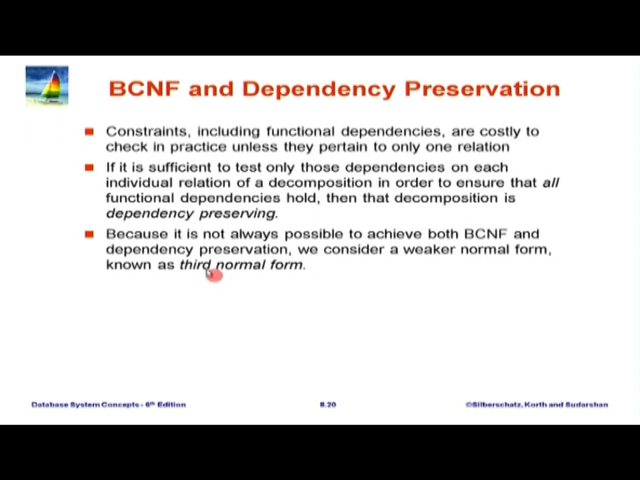 BCNF and Dependency Preservation
Constraints, including functional dependencies, are costly to
check in practice unless they pertain to only one relation
If it is sufficient to test only those dependencies on each
individual relation of a decomposition in order to ensure that all
functional dependencies hold, then that decomposition is
dependency preserving.
Because it is not always possible to achieve both BCNF and
dependency preservation, we consider a weaker normal form,
known as third normal form.
Database System Concepts - 6th Edition
8.20
©Silberschatz, Korth and Sudarshan